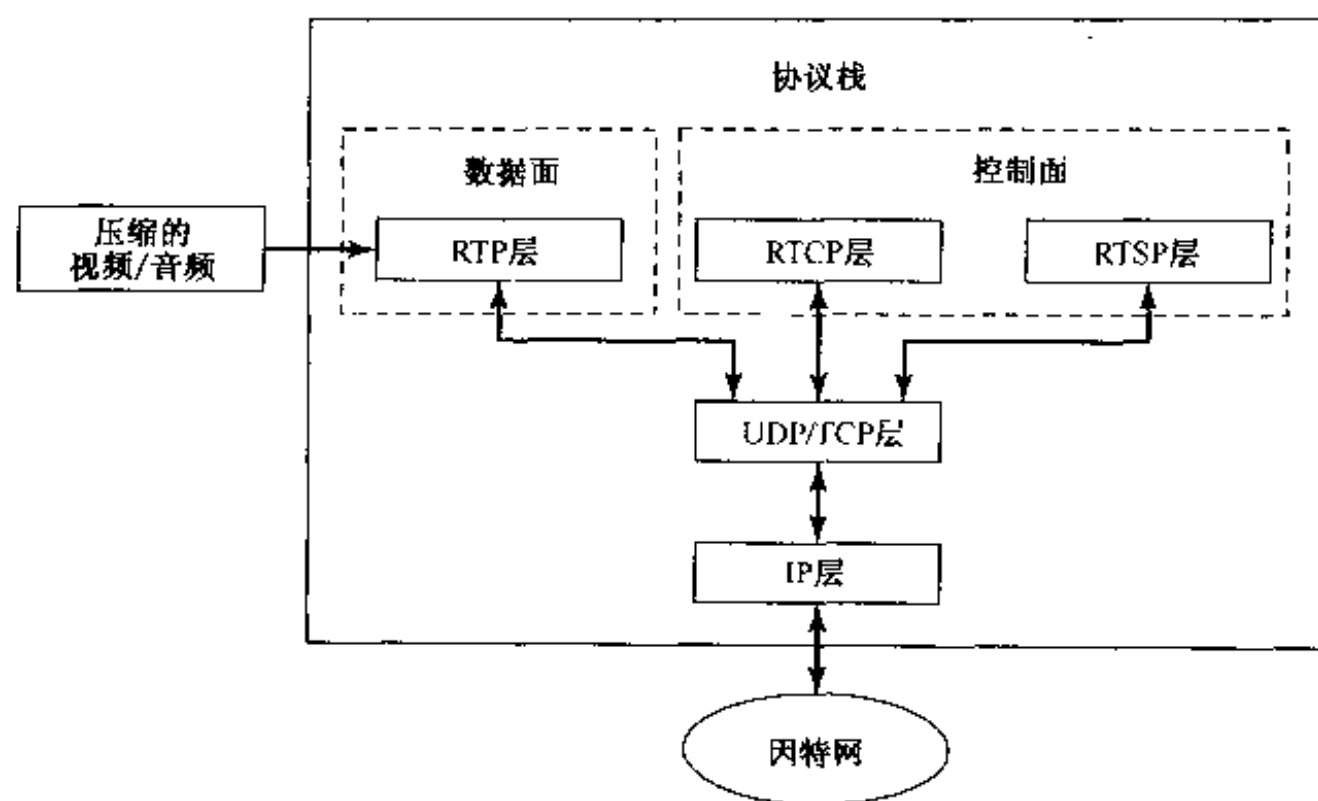 协议栈
数据面
控制面
压缩的
视频/音频
RTP层
RTCP层
RTSP层
UDP/TCP层
IP层
因特网